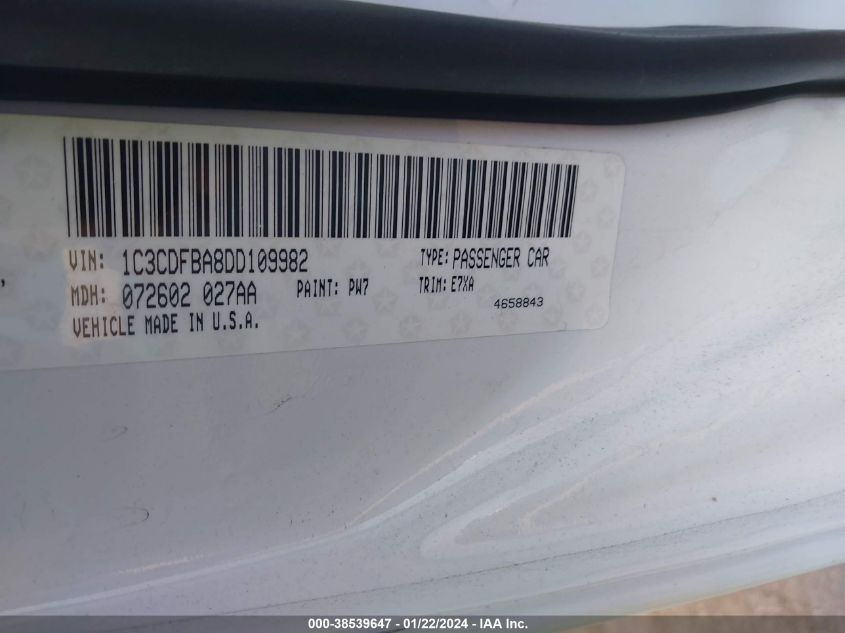 VIN: 1C3CDFBA8DD109982 TYPE: PASSENGER CAR
MDH: 072602 027AA PAINT: PW7 TRIM: E7XA
4658843
VEHICLE MADE IN U.S.A.
000-38539647 - 01/22/2024 - IAA Inc.